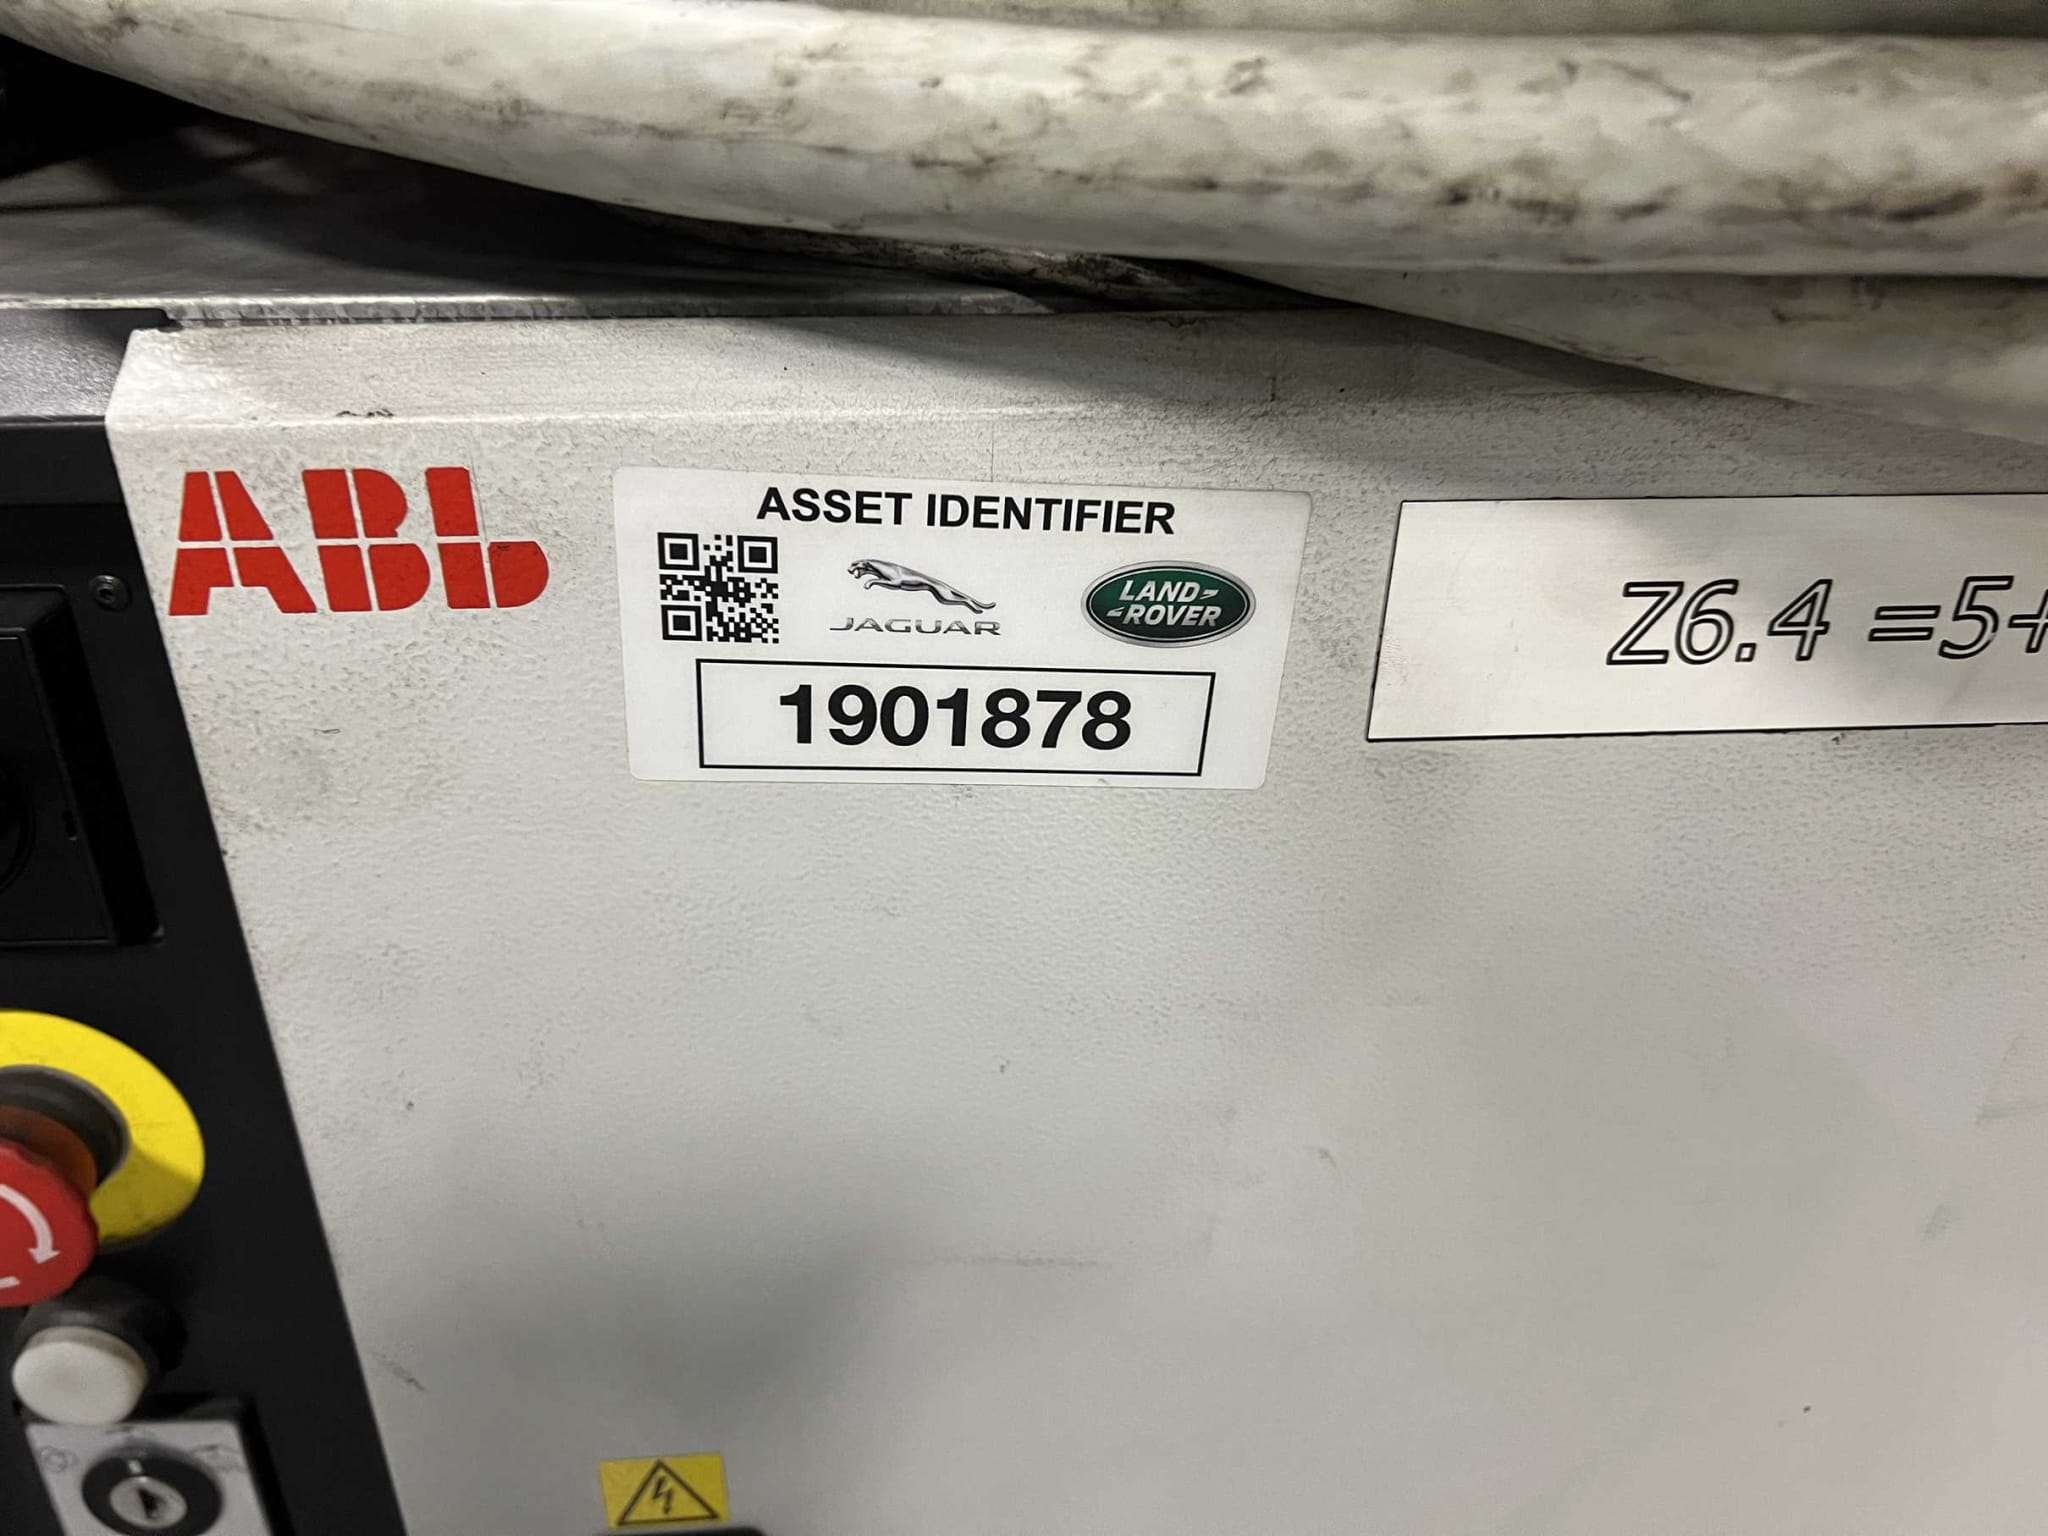 ABB
ASSET IDENTIFIER
JAGUAR
LAND-
-ROVER
1901878
Z6.4 =5+